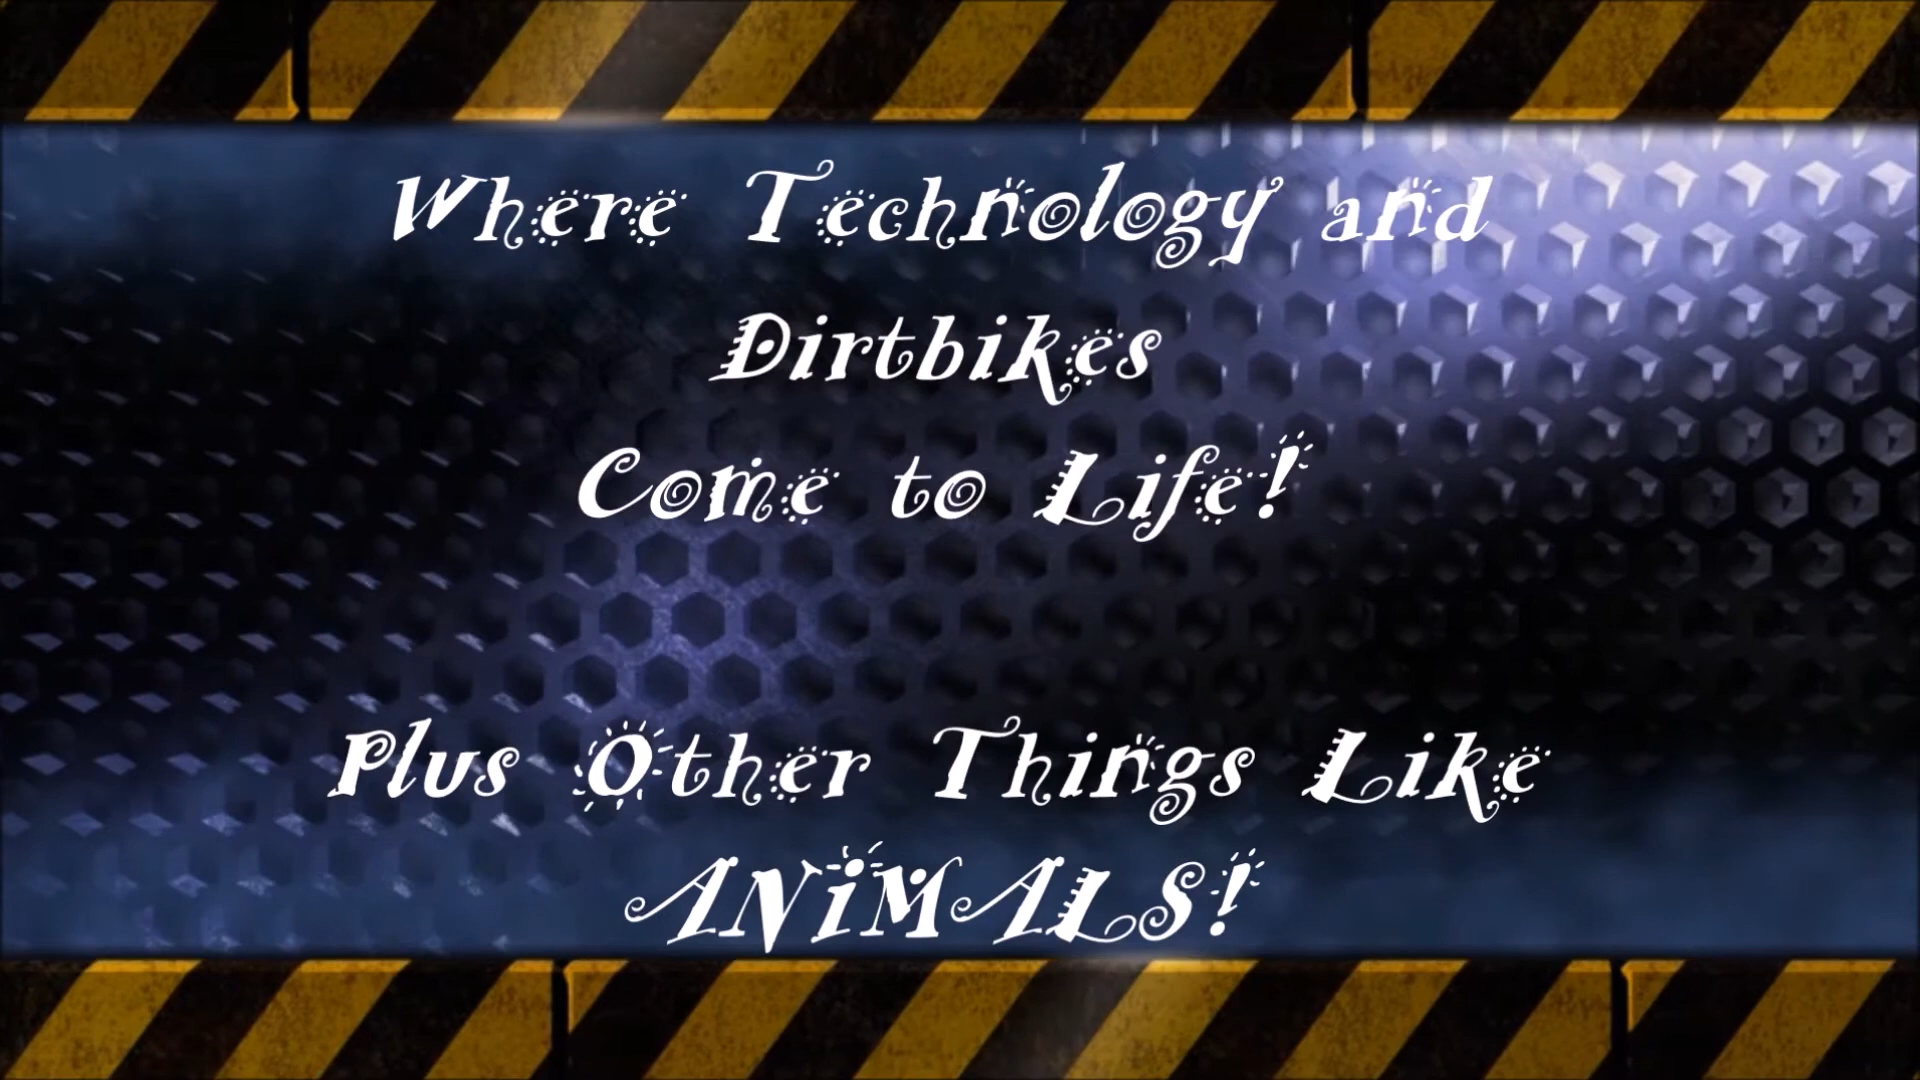 Where Technology and
Dirtbikes
Come to Life!
Plus Other Things Like
ANiMALS!